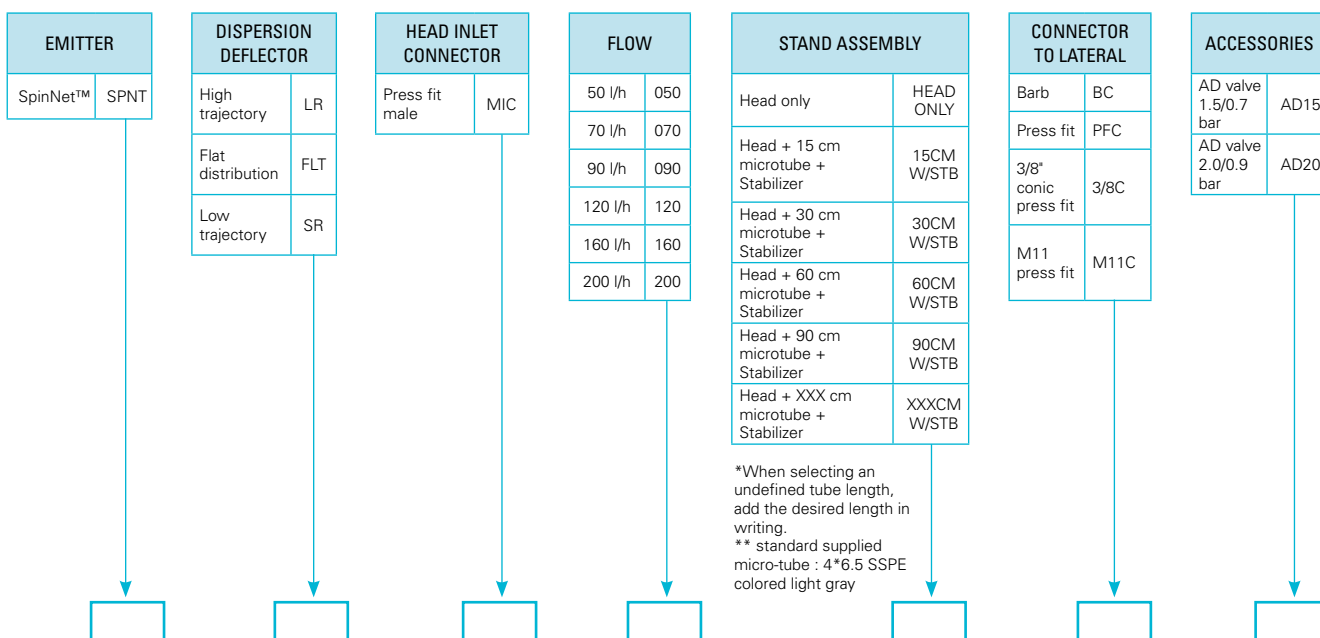 EMITTER
SpinNet™ SPNT
DISPERSION
DEFLECTOR
High
trajectory
LR
Flat
distribution
FLT
Low
trajectory
SR
HEAD INLET
CONNECTOR
Press fit
male
MIC
FLOW
50 l/h 050
70 l/h 070
90 l/h 090
120 l/h 120
160 l/h 160
200 l/h 200
STAND ASSEMBLY
Head only
HEAD
ONLY
Head + 15 cm
microtube +
Stabilizer
15CM
W/STB
Head + 30 cm
microtube +
Stabilizer
30CM
W/STB
Head + 60 cm
microtube +
Stabilizer
60CM
W/STB
Head + 90 cm
microtube +
Stabilizer
90CM
W/STB
Head + XXX cm
microtube +
Stabilizer
XXXCM
W/STB
*When selecting an
undefined tube length,
add the desired length in
writing.
** standard supplied
micro-tube : 4*6.5 SSPE
colored light gray
CONNECTOR
TO LATERAL
Barb BC
Press fit PFC
3/8"
conic
press fit
3/8C
M11
press fit
M11C
ACCESSORIES
AD valve
1.5/0.7
bar
AD15
AD valve
2.0/0.9
bar
AD20